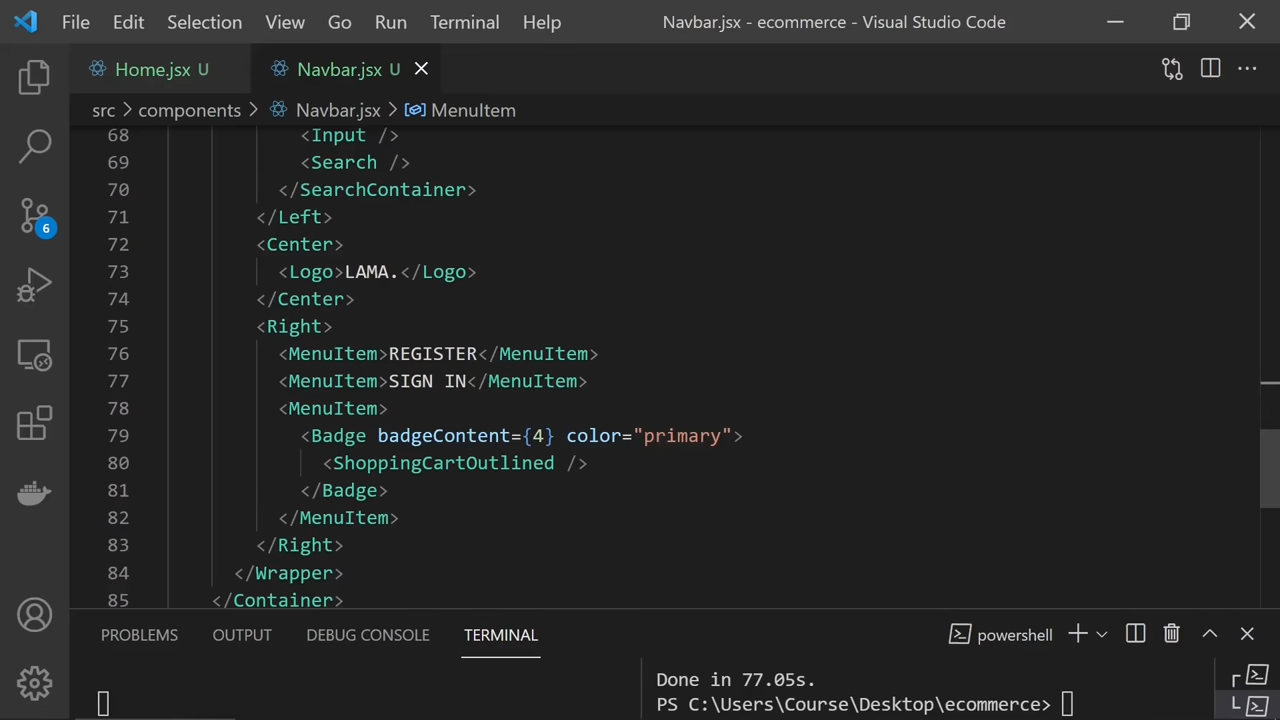 File Edit Selection View Go Run Terminal Help Navbar.jsx - ecommerce - Visual Studio Code
Home.jsx U Navbar.jsx U
src > components > Navbar.jsx > MenuItem
68 <Input />
69 <Search />
70 </SearchContainer>
71 </Left>
72 <Center>
73 <Logo>LAMA.</Logo>
74 </Center>
75 <Right>
76 <MenuItem>REGISTER</MenuItem>
77 <MenuItem>SIGN IN</MenuItem>
78 <MenuItem>
79 <Badge badgeContent={4} color="primary">
80 <ShoppingCartOutlined />
81 </Badge>
82 </MenuItem>
83 </Right>
84 </Wrapper>
85 </Container>
6
PROBLEMS OUTPUT DEBUG CONSOLE TERMINAL powershell
Done in 77.05s.
PS C:\Users\Course\Desktop\ecommerce>